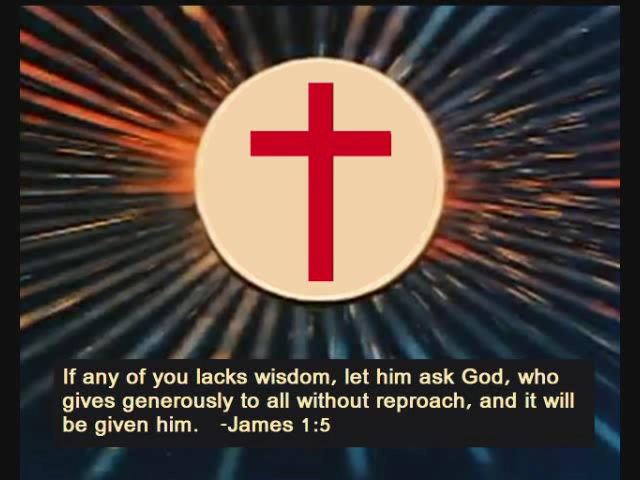 If any of you lacks wisdom, let him ask God, who
gives generously to all without reproach, and it will
be given him.   -James 1:5